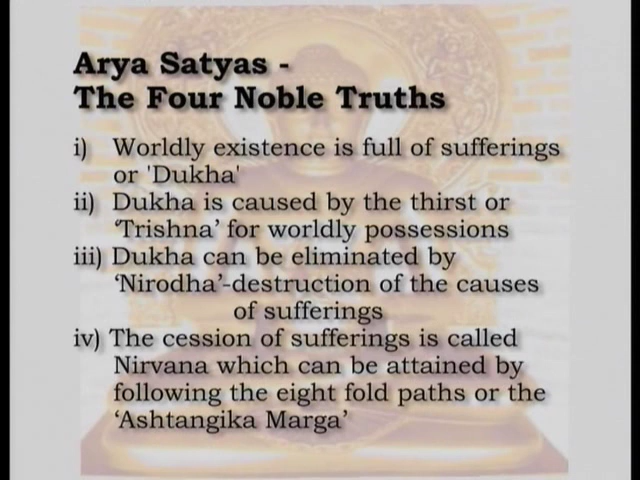 Arya Satyas -
The Four Noble Truths
i) Worldly existence is full of sufferings
or 'Dukha'
ii) Dukha is caused by the thirst or
‘Trishna’ for worldly possessions
iii) Dukha can be eliminated by
‘Nirodha’-destruction of the causes
of sufferings
iv) The cession of sufferings is called
Nirvana which can be attained by
following the eight fold paths or the
‘Ashtangika Marga’